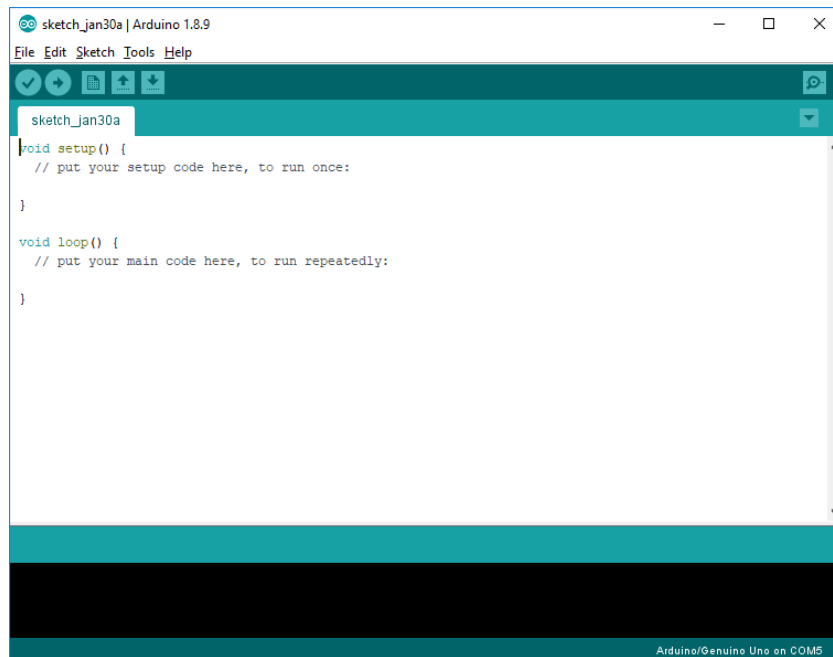 sketch_jan30a | Arduino 1.8.9
File Edit Sketch Tools Help
sketch_jan30a
void setup() {
  // put your setup code here, to run once:
}
void loop() {
  // put your main code here, to run repeatedly:
}
Arduino/Genuino Uno on COM5